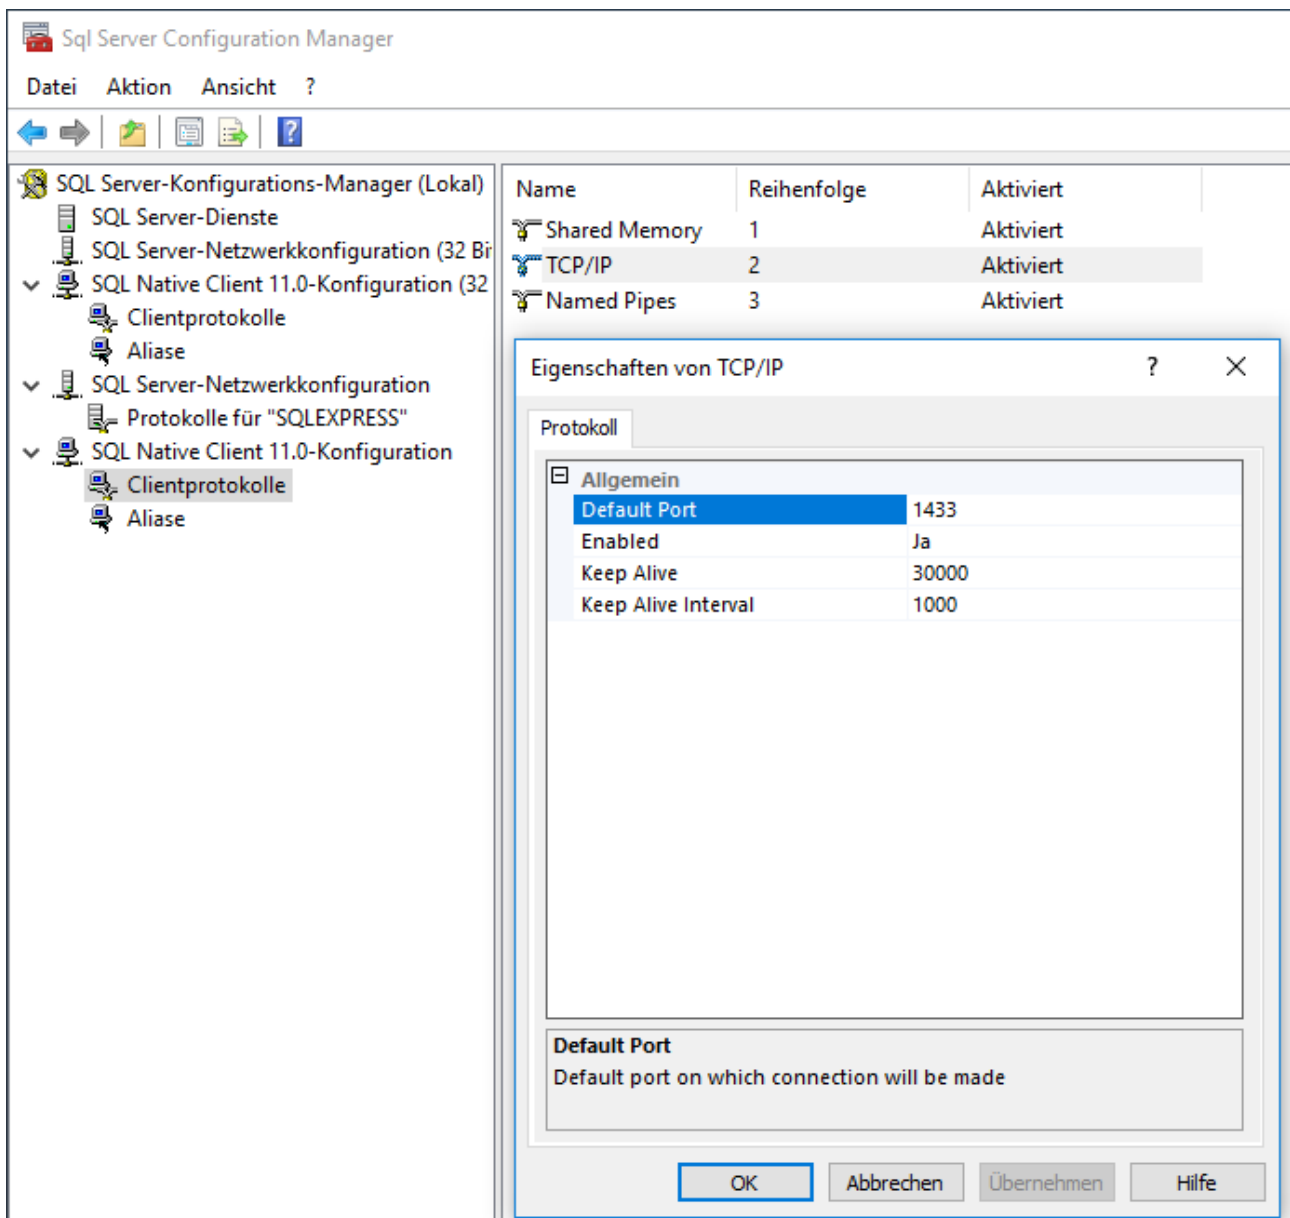 Sql Server Configuration Manager
Datei Aktion Ansicht ?
?
SQL Server-Konfigurations-Manager (Lokal)
SQL Server-Dienste
SQL Server-Netzwerkkonfiguration (32 Bi
SQL Native Client 11.0-Konfiguration (32
Clientprotokolle
Aliase
SQL Server-Netzwerkkonfiguration
Protokolle für "SQLEXPRESS"
SQL Native Client 11.0-Konfiguration
Clientprotokolle
Aliase
Name Reihenfolge Aktiviert
Shared Memory 1 Aktiviert
TCP/IP 2 Aktiviert
Named Pipes 3 Aktiviert
Eigenschaften von TCP/IP ?
Protokoll
Allgemein
Default Port 1433
Enabled Ja
Keep Alive 30000
Keep Alive Interval 1000
Default Port
Default port on which connection will be made
OK Abbrechen Übernehmen Hilfe